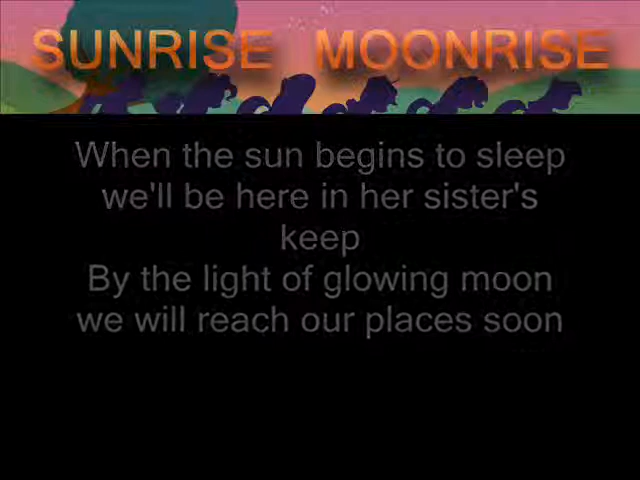 SUNRISE MOONRISE
When the sun begins to sleep
we'll be here in her sister's
keep
By the light of glowing moon
we will reach our places soon